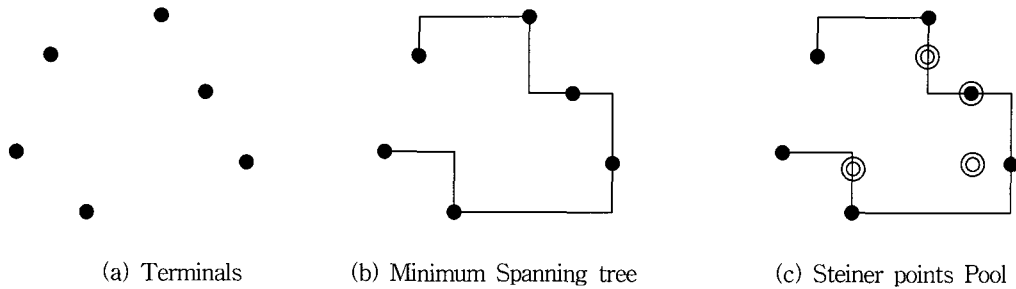 (a) Terminals
(b) Minimum Spanning tree
(c) Steiner points Pool